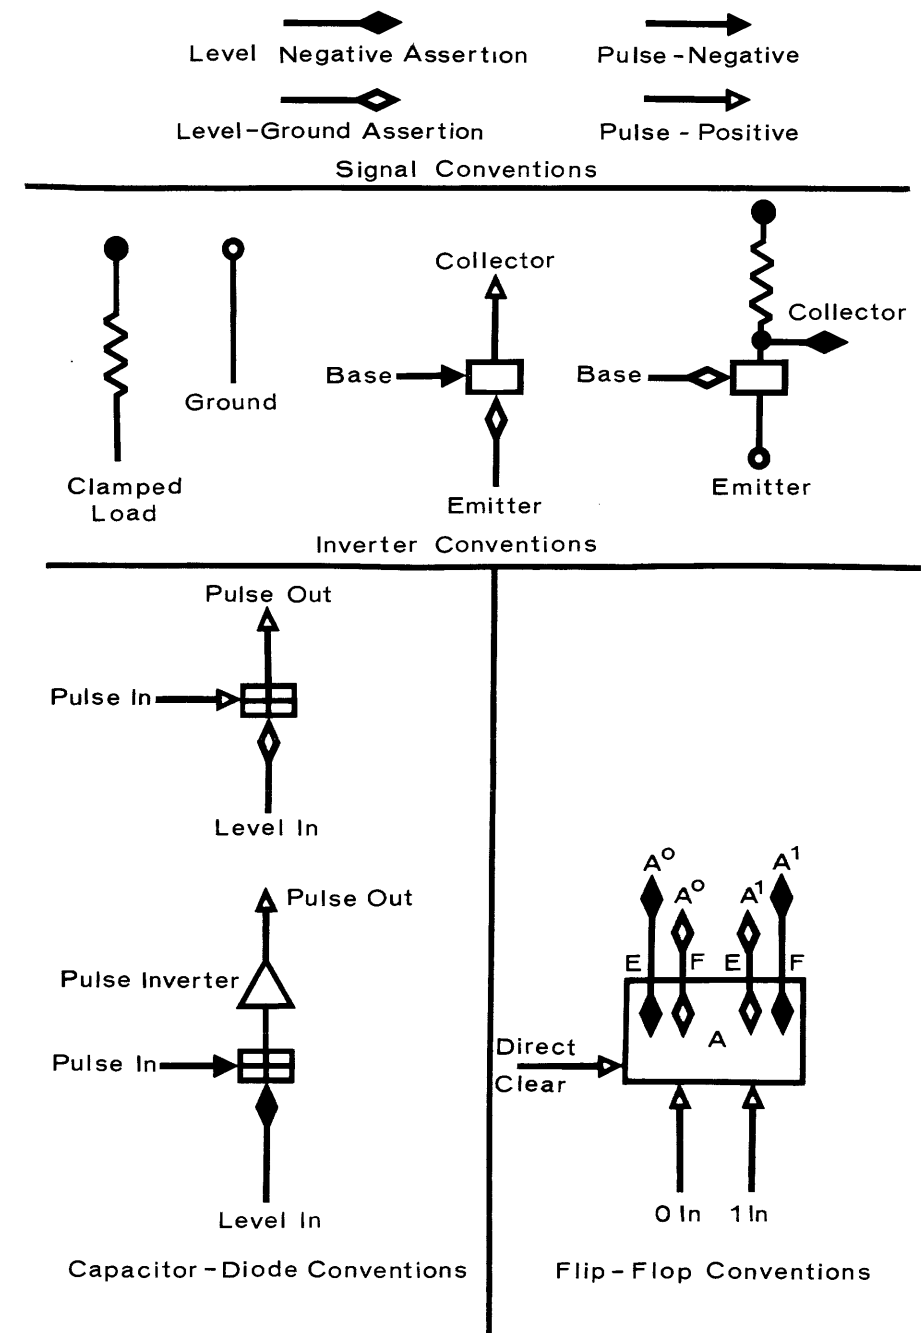 Level Negative Assertion
Pulse-Negative
Level-Ground Assertion
Pulse-Positive
Signal Conventions
Clamped
Load
Ground
Collector
Base
Emitter
Collector
Base
Emitter
Inverter Conventions
Pulse Out
Pulse In
Level In
Pulse Out
Pulse Inverter
Pulse In
Level In
Capacitor-Diode Conventions
A⁰ A⁰ A¹ A¹
E F E F
A
Direct
Clear
0 In 1 In
Flip-Flop Conventions